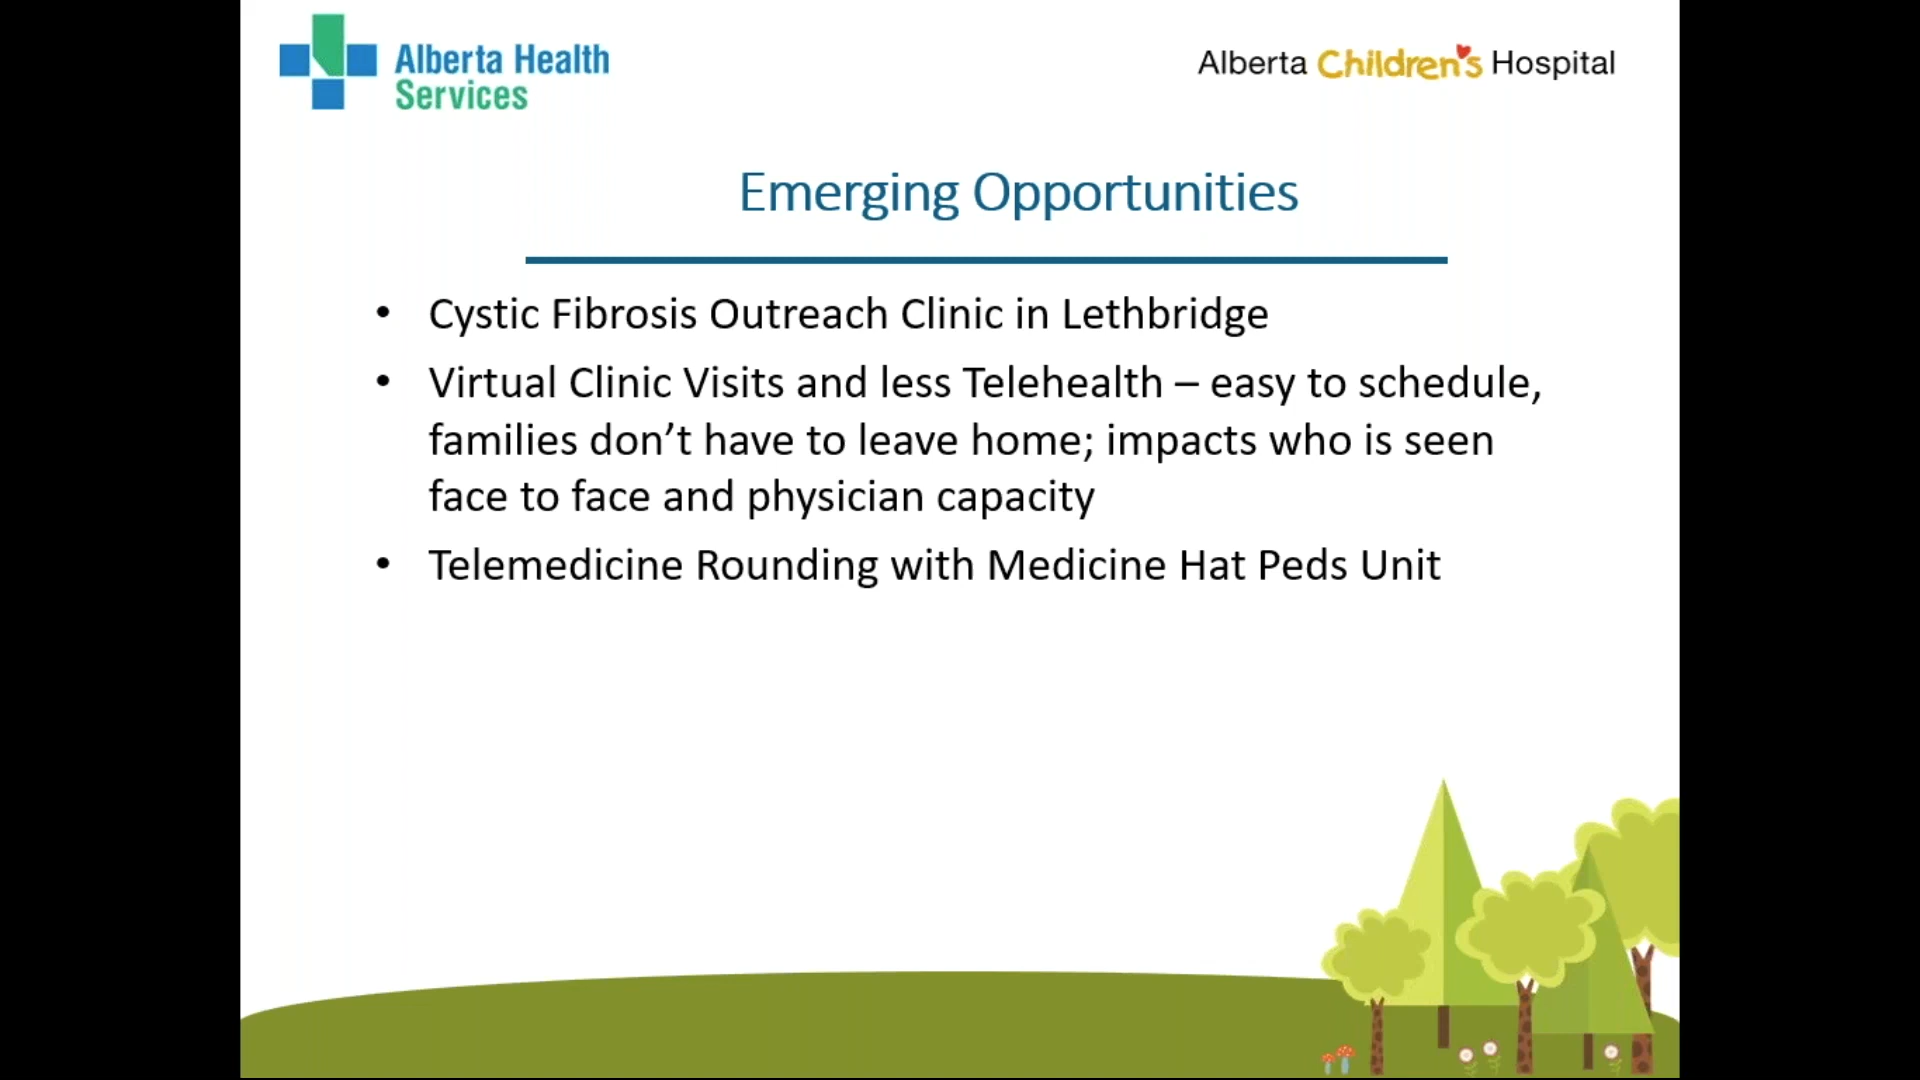 Alberta Health
Services
Alberta Children's Hospital
Emerging Opportunities
• Cystic Fibrosis Outreach Clinic in Lethbridge
• Virtual Clinic Visits and less Telehealth – easy to schedule,
families don’t have to leave home; impacts who is seen
face to face and physician capacity
• Telemedicine Rounding with Medicine Hat Peds Unit